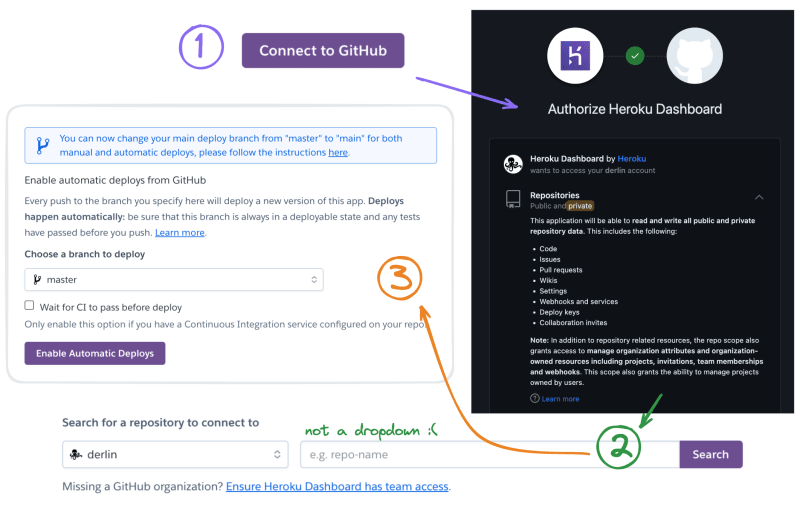 1
Connect to GitHub
Authorize Heroku Dashboard
Heroku Dashboard by Heroku
wants to access your derlin account
Repositories
Public and private
This application will be able to read and write all public and private
repository data. This includes the following:
• Code
• Issues
• Pull requests
• Wikis
• Settings
• Webhooks and services
• Deploy keys
• Collaboration invites
Note: In addition to repository related resources, the repo scope also
grants access to manage organization attributes and organization-
owned resources including projects, invitations, team memberships
and webhooks. This scope also grants the ability to manage projects
owned by users.
Learn more
2
Search for a repository to connect to
not a dropdown :(
derlin
e.g. repo-name
Search
Missing a GitHub organization? Ensure Heroku Dashboard has team access.
3
You can now change your main deploy branch from "master" to "main" for both
manual and automatic deploys, please follow the instructions here.
Enable automatic deploys from GitHub
Every push to the branch you specify here will deploy a new version of this app. Deploys
happen automatically: be sure that this branch is always in a deployable state and any tests
have passed before you push. Learn more.
Choose a branch to deploy
master
Wait for CI to pass before deploy
Only enable this option if you have a Continuous Integration service configured on your repo.
Enable Automatic Deploys